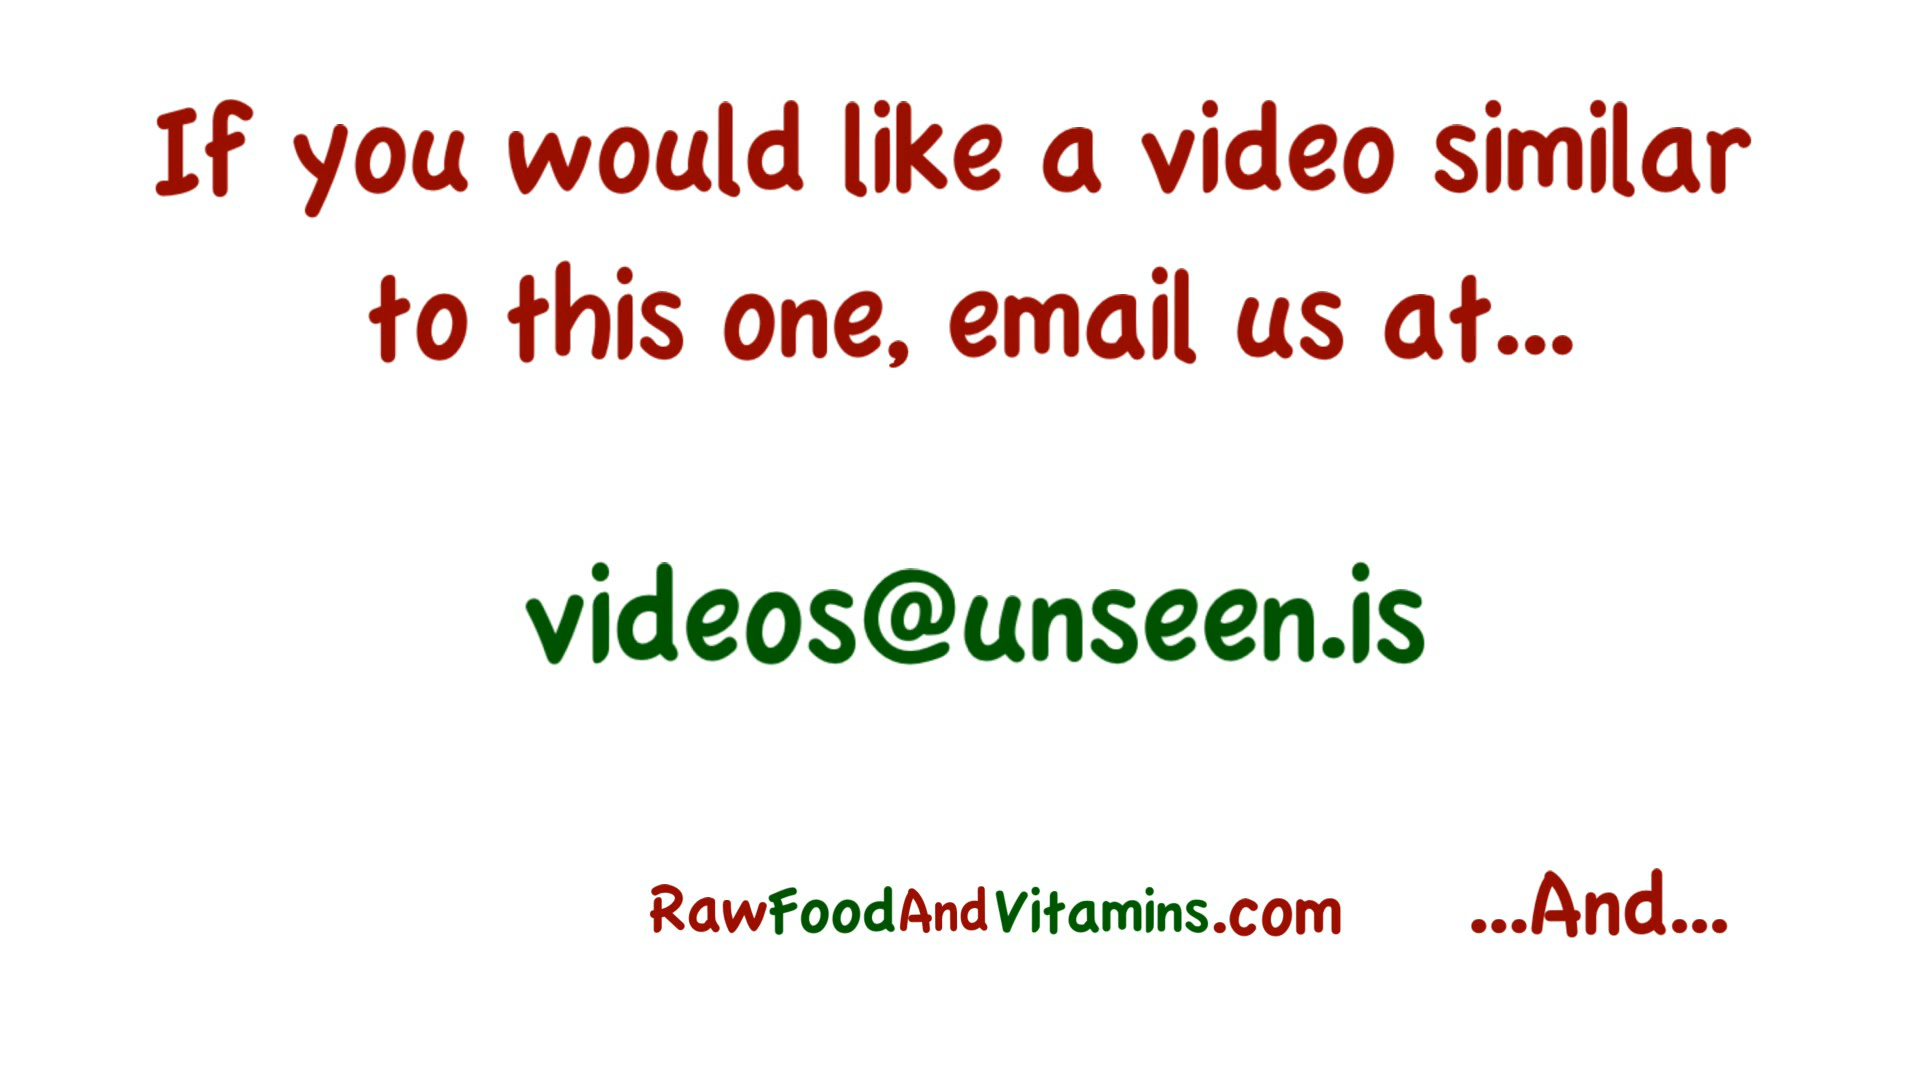 If you would like a video similar
to this one, email us at...
videos@unseen.is
RawFoodAndVitamins.com ...And...